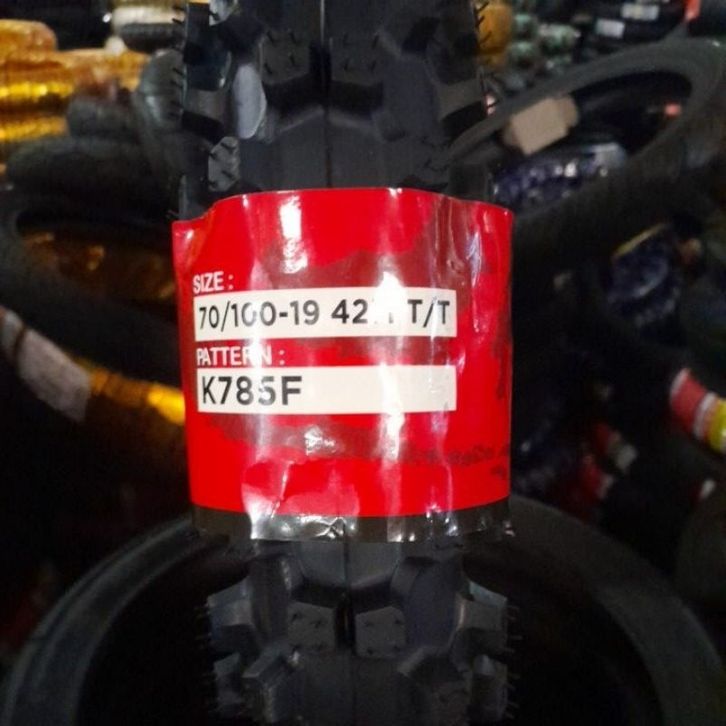 SIZE :
70/100-19 T/T
PATTERN :
K785F